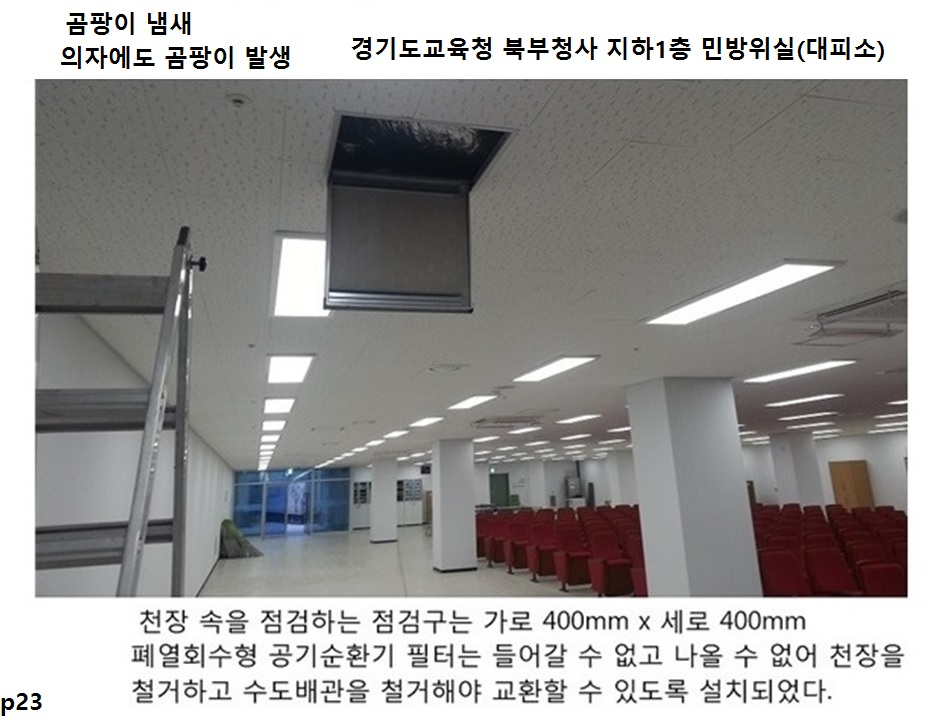 곰팡이 냄새
의자에도 곰팡이 발생
경기도교육청 북부청사 지하1층 민방위실(대피소)
천장 속을 점검하는 점검구는 가로 400mm x 세로 400mm
폐열회수형 공기순환기 필터는 들어갈 수 없고 나올 수 없어 천장을
철거하고 수도배관을 철거해야 교환할 수 있도록 설치되었다.
p23